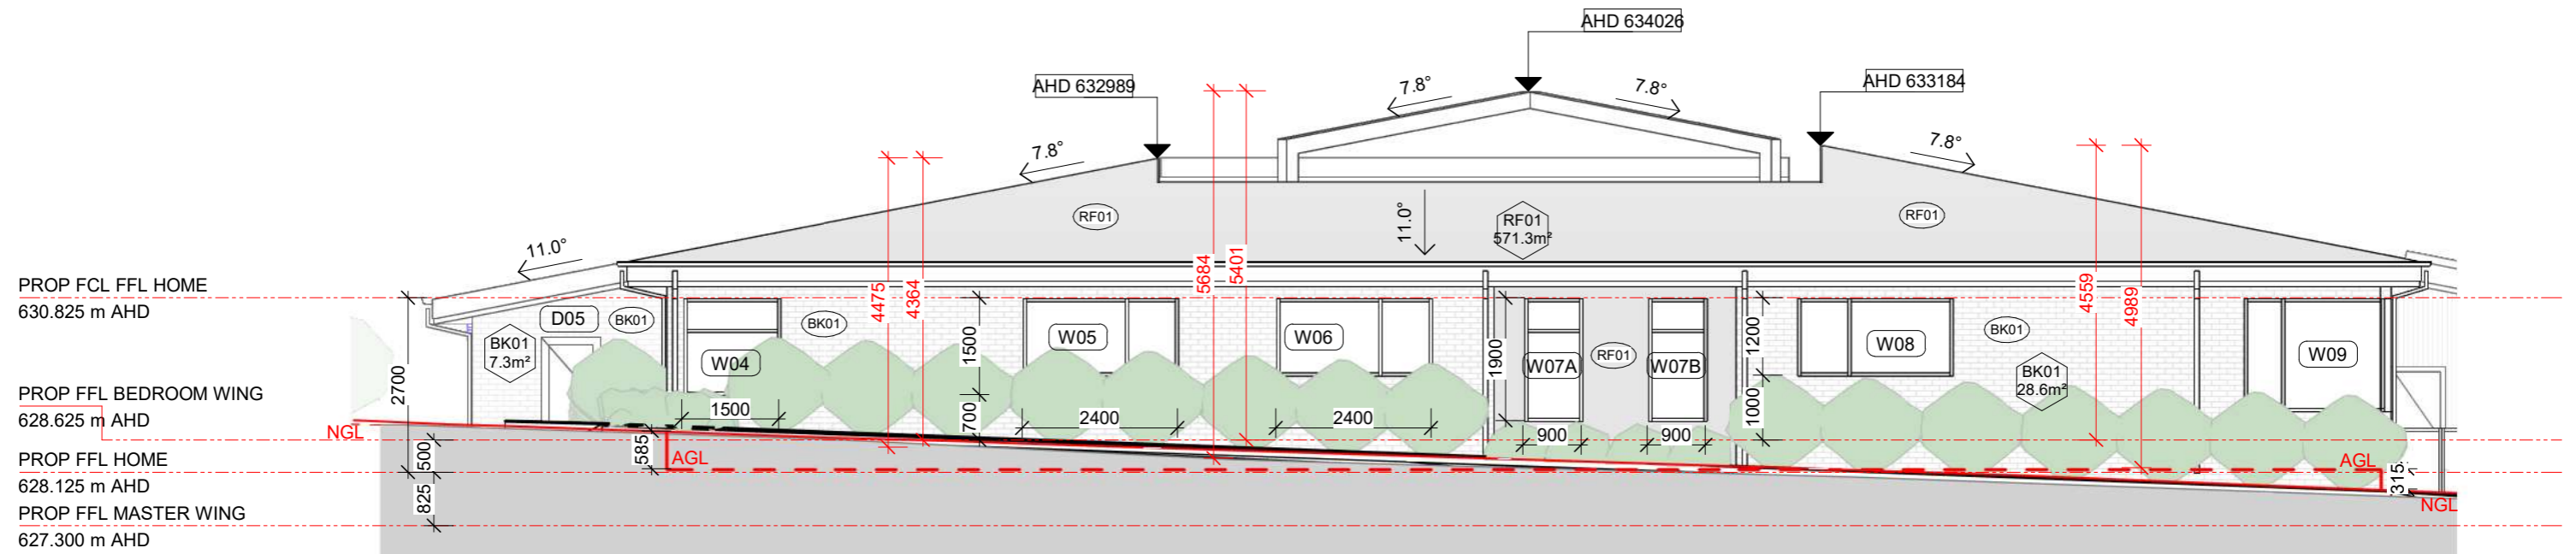 AHD 634026
AHD 632989
AHD 633184
7.8°
7.8°
7.8°
7.8°
11.0°
RF01
11.0°
RF01
571.3m²
RF01
4475
4364
5684
5401
4559
4989
PROP FCL FFL HOME
630.825 m AHD
D05
BK01
BK01
BK01
7.3m²
W04
W05
W06
W07A
RF01
W07B
W08
BK01
W09
BK01
28.6m²
2700
1500
1900
1200
PROP FFL BEDROOM WING
628.625 m AHD
1500
700
2400
2400
900
900
1000
NGL
500
585
AGL
AGL
315
PROP FFL HOME
628.125 m AHD
825
NGL
PROP FFL MASTER WING
627.300 m AHD